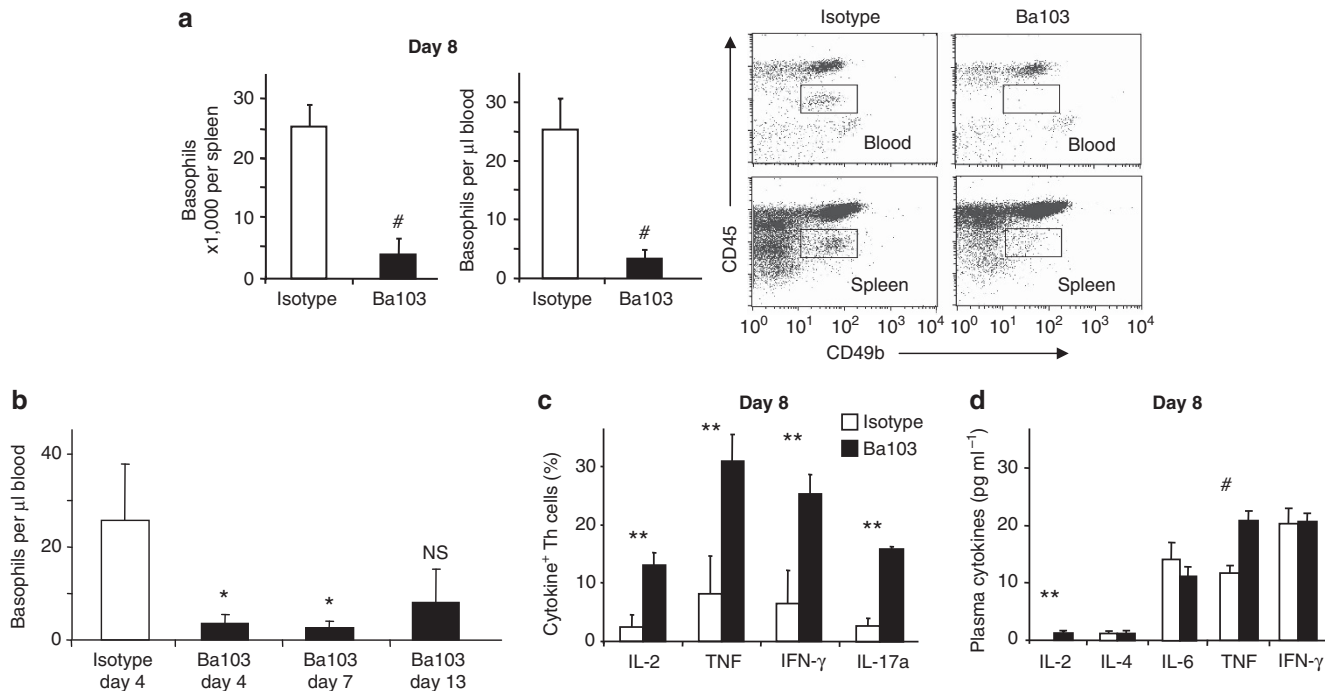 a
Day 8
Basophils
x1,000 per spleen
30
20
10
0
#
Isotype
Ba103
Basophils per µl blood
30
20
10
0
#
Isotype
Ba103
Isotype
Ba103
Blood
Blood
Spleen
Spleen
CD45
10⁰ 10¹ 10² 10³ 10⁴
10⁰ 10¹ 10² 10³ 10⁴
CD49b
b
Basophils per µl blood
40
20
0
*
*
NS
Isotype
day 4
Ba103
day 4
Ba103
day 7
Ba103
day 13
c
Day 8
Isotype
Ba103
Cytokine⁺ Th cells (%)
30
20
10
0
**
**
**
**
IL-2
TNF
IFN-γ
IL-17a
d
Day 8
Plasma cytokines (pg ml⁻¹)
30
20
10
0
**
#
IL-2
IL-4
IL-6
TNF
IFN-γ